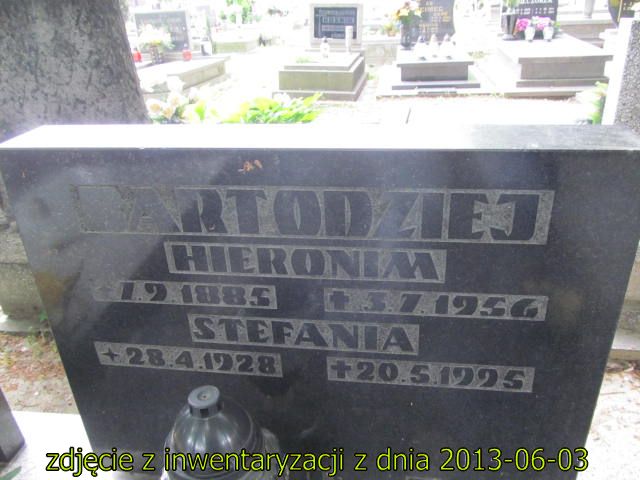 BARTODZIEJ
HIERONIM
+ 7.9.1885 ✝ 3.7.1956
STEFANIA
+ 28.4.1928 ✝ 20.5.1995
zdjęcie z inwentaryzacji z dnia 2013-06-03